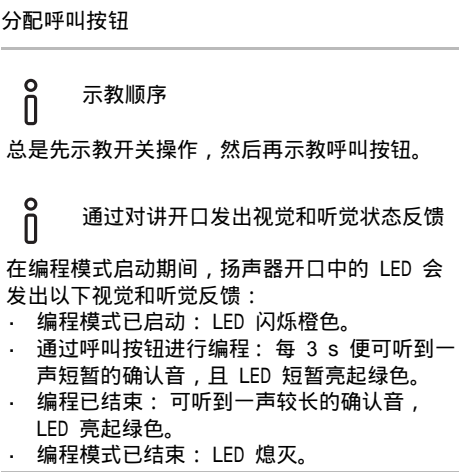 分配呼叫按钮
示教顺序
总是先示教开关操作，然后再示教呼叫按钮。
通过对讲开口发出视觉和听觉状态反馈
在编程模式启动期间，扬声器开口中的 LED 会
发出以下视觉和听觉反馈：
· 编程模式已启动：LED 闪烁橙色。
· 通过呼叫按钮进行编程：每 3 s 便可听到一
声短暂的确认音，且 LED 短暂亮起绿色。
· 编程已结束：可听到一声较长的确认音，
LED 亮起绿色。
· 编程模式已结束：LED 熄灭。